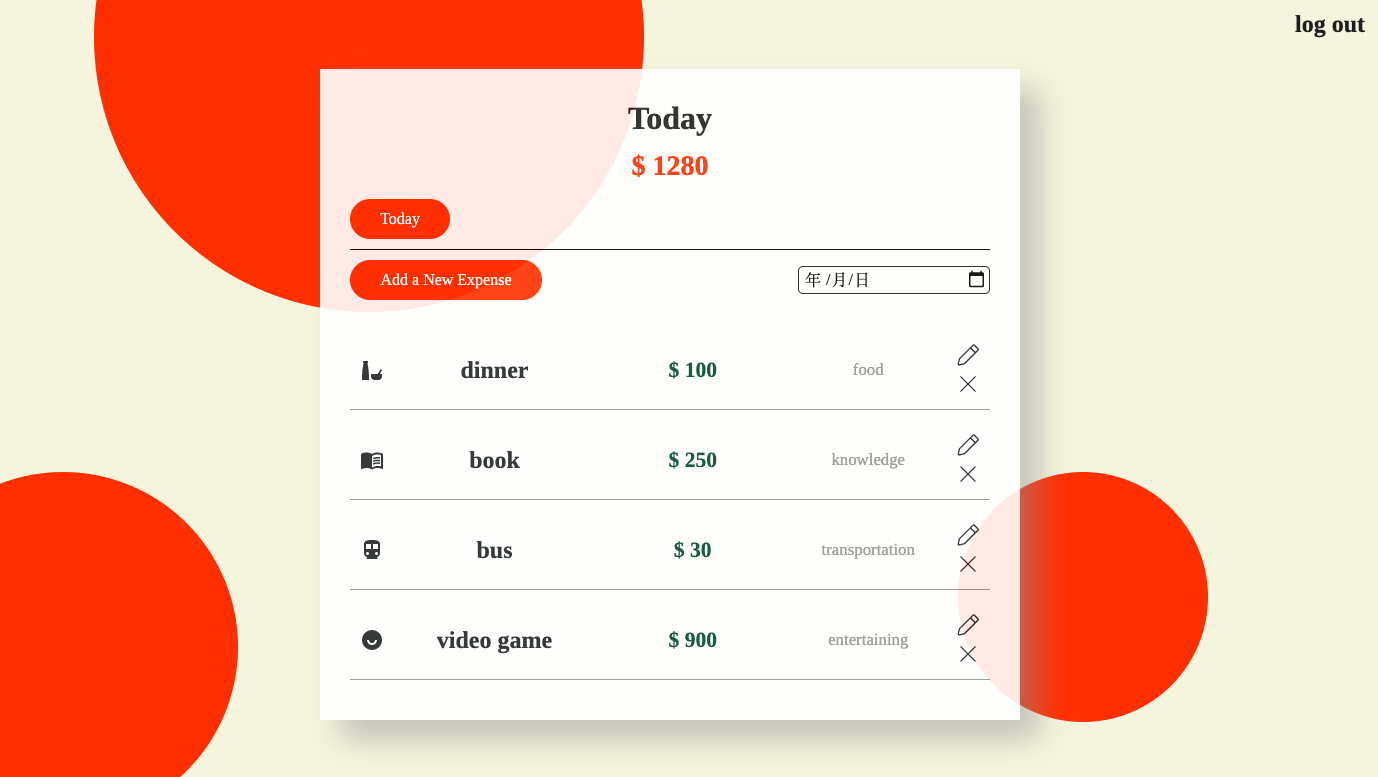 log out
Today
$ 1280
Today
Add a New Expense
年 /月/日
dinner $ 100 food
book $ 250 knowledge
bus $ 30 transportation
video game $ 900 entertaining